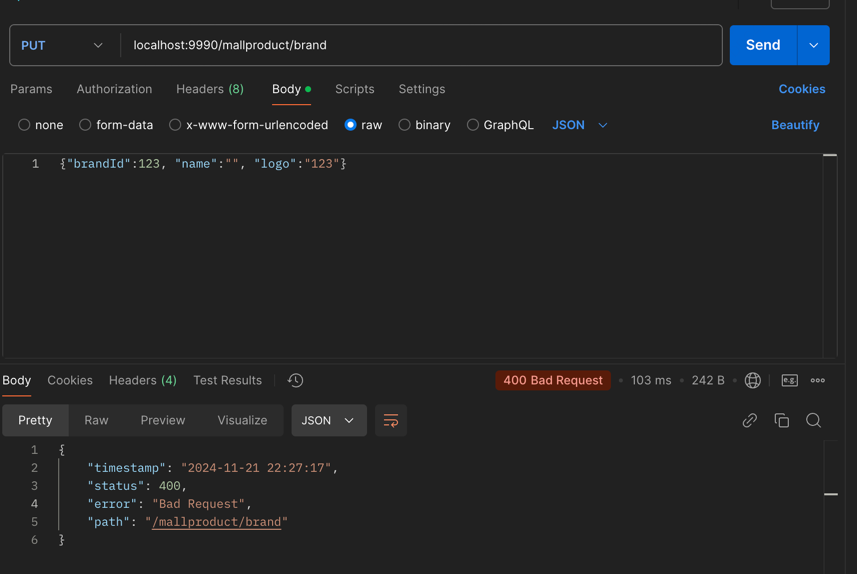 PUT localhost:9990/mallproduct/brand Send
Params Authorization Headers (8) Body Scripts Settings Cookies
none form-data x-www-form-urlencoded raw binary GraphQL JSON Beautify
1 {"brandId":123, "name":"", "logo":"123"}
Body Cookies Headers (4) Test Results 400 Bad Request • 103 ms • 242 B • e.g.
Pretty Raw Preview Visualize JSON
1 {
2 "timestamp": "2024-11-21 22:27:17",
3 "status": 400,
4 "error": "Bad Request",
5 "path": "/mallproduct/brand"
6 }